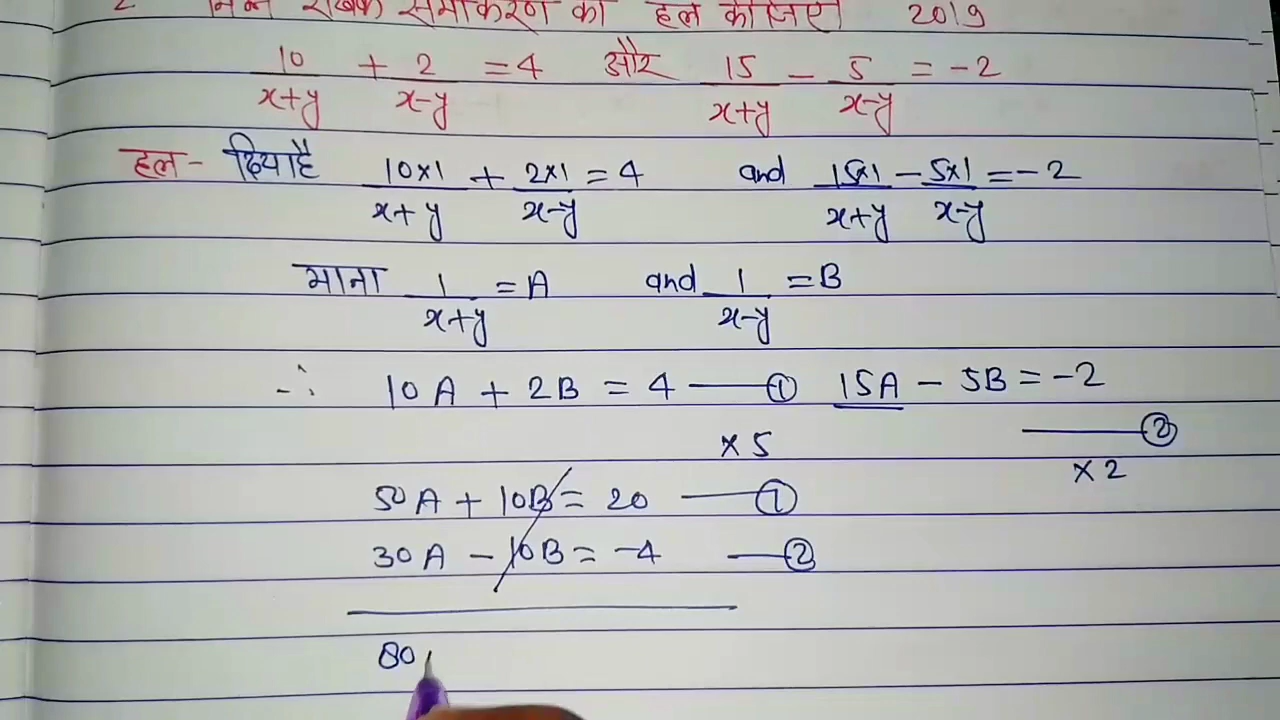 2 निम्न रैखिक समीकरण को हल कीजिए। 2019
10/x+y + 2/x-y = 4 और 15/x+y - 5/x-y = -2
हल - दिया है 10×1/x+y + 2×1/x-y = 4 and 15×1/x+y - 5×1/x-y = -2
माना 1/x+y = A and 1/x-y = B
∴ 10A + 2B = 4 —— ① 15A - 5B = -2
—— ②
×5 ×2
50A + 10B = 20 —— ①
30A - 10B = -4 —— ②
80